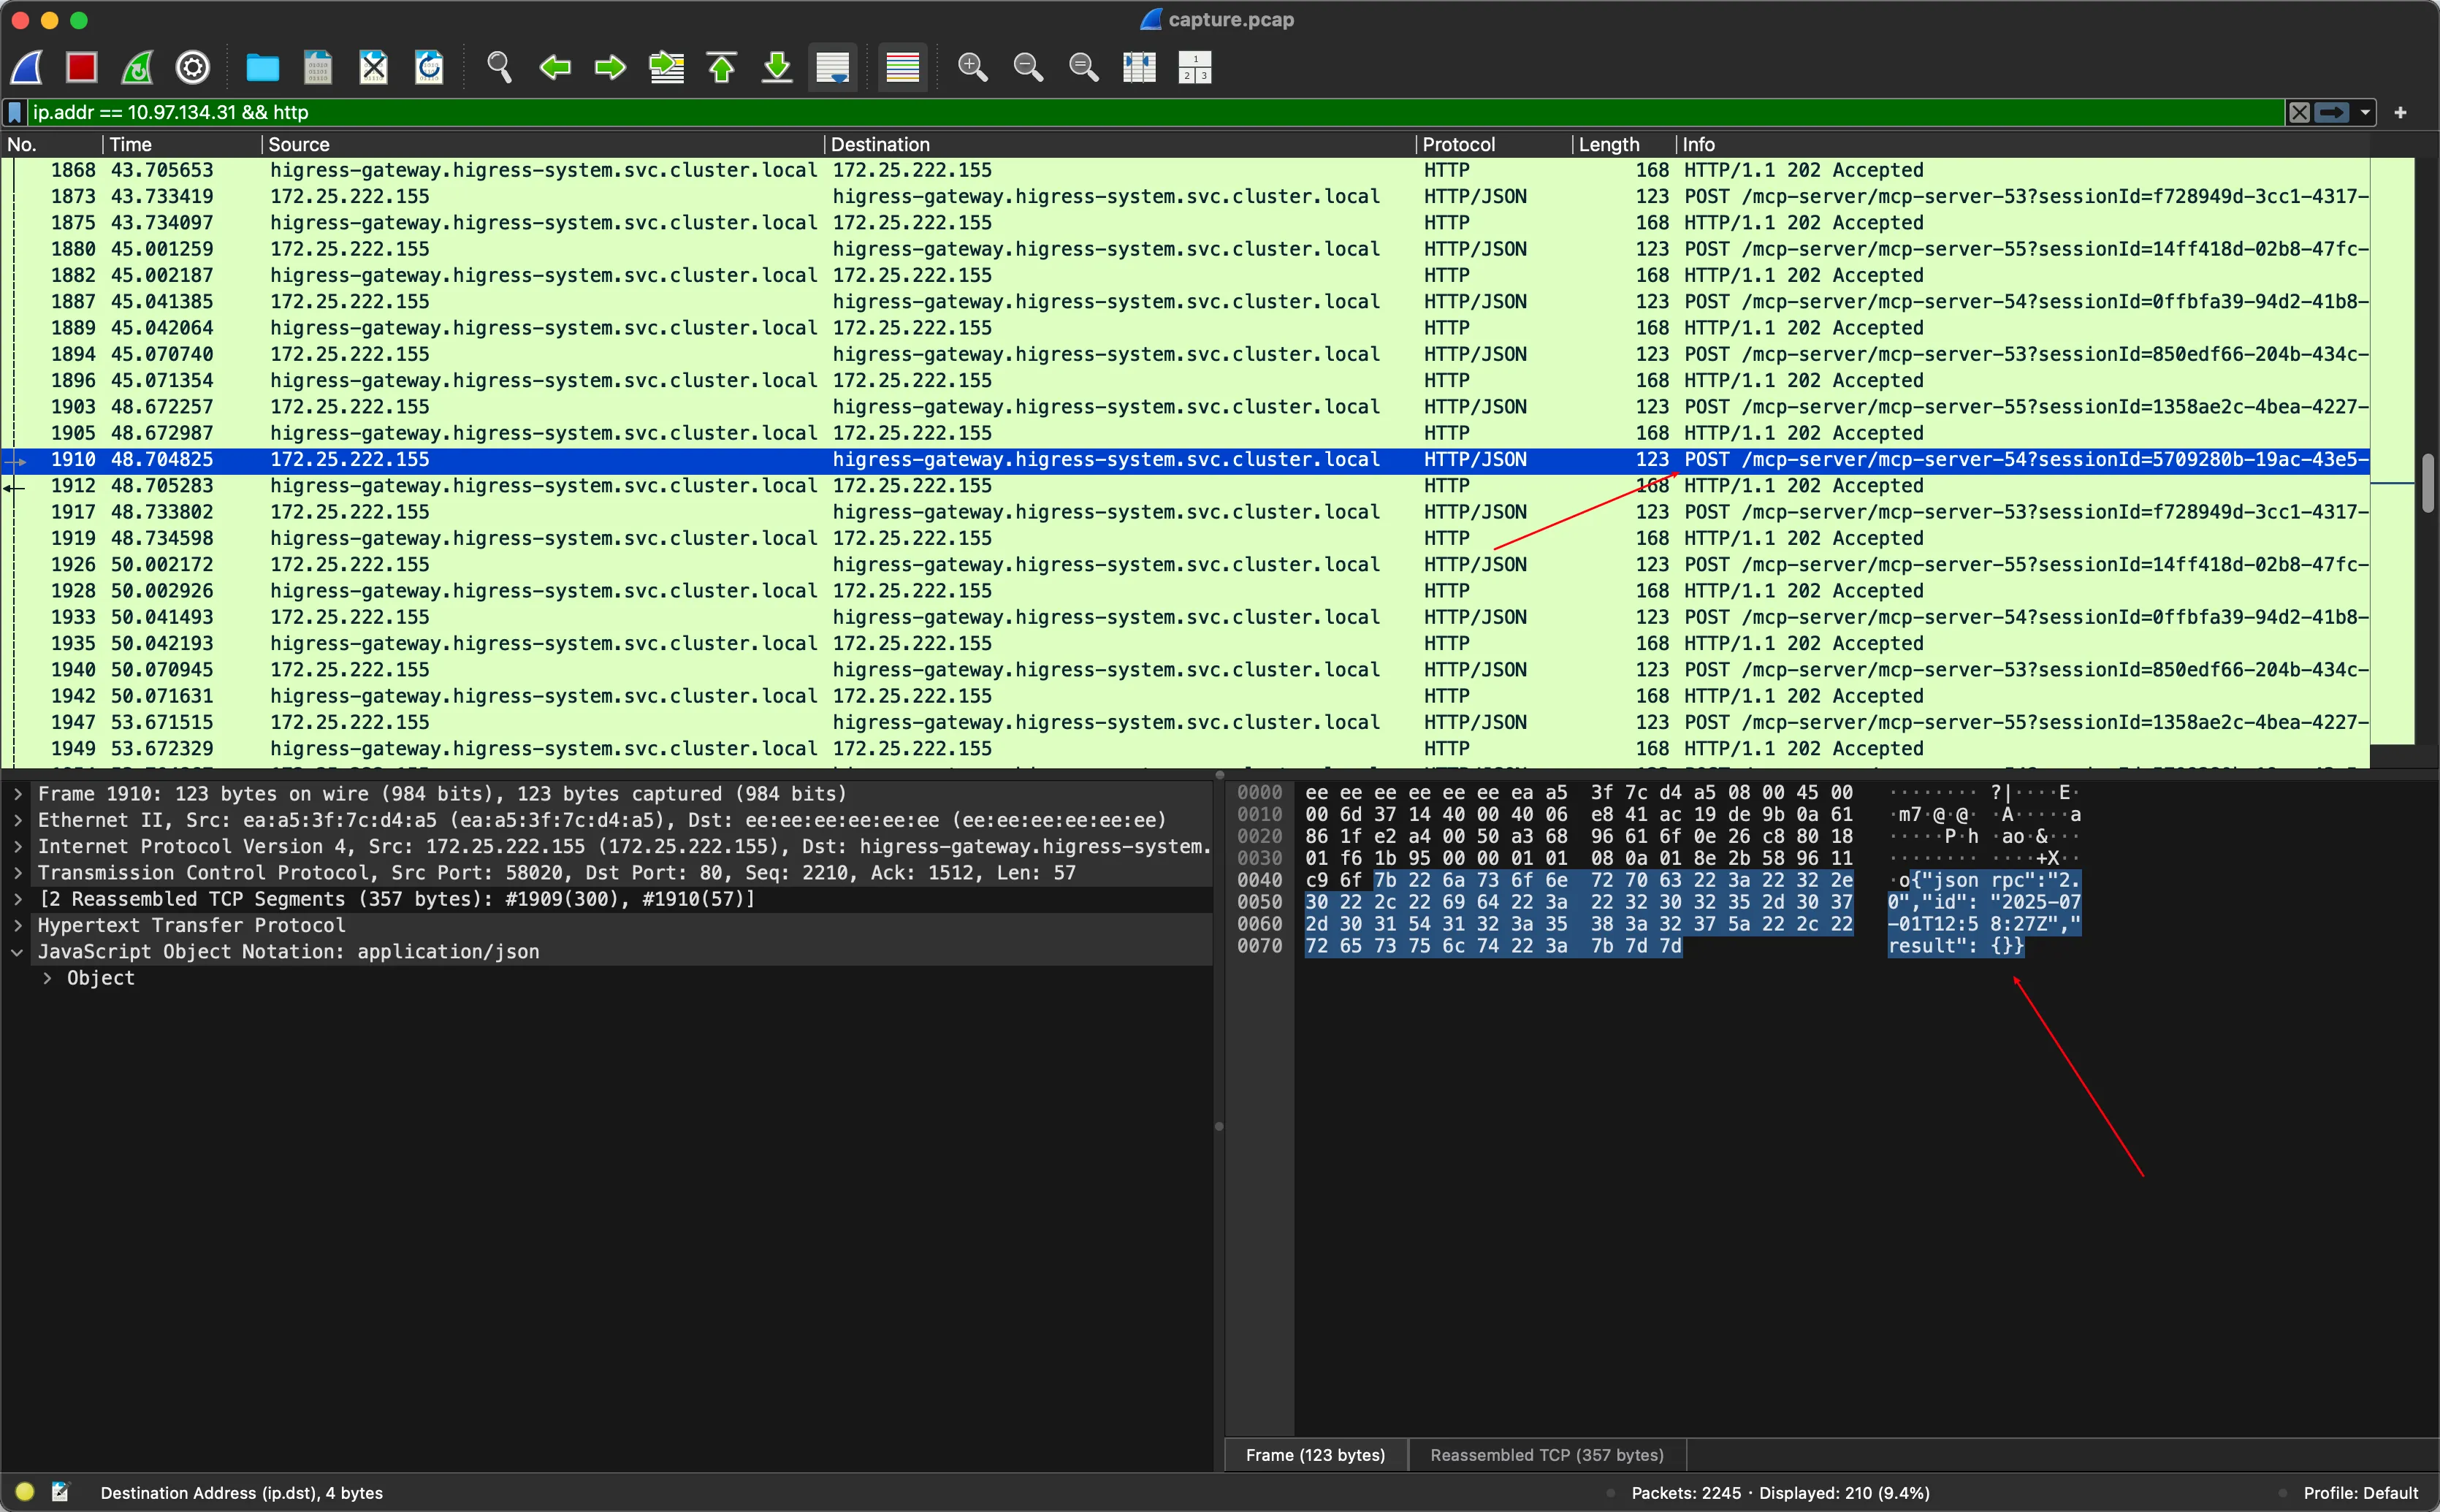 capture.pcap
ip.addr == 10.97.134.31 && http
No. Time Source Destination Protocol Length Info
1868 43.705653 higress-gateway.higress-system.svc.cluster.local 172.25.222.155 HTTP 168 HTTP/1.1 202 Accepted
1873 43.733419 172.25.222.155 higress-gateway.higress-system.svc.cluster.local HTTP/JSON 123 POST /mcp-server/mcp-server-53?sessionId=f728949d-3cc1-4317-
1875 43.734097 higress-gateway.higress-system.svc.cluster.local 172.25.222.155 HTTP 168 HTTP/1.1 202 Accepted
1880 45.001259 172.25.222.155 higress-gateway.higress-system.svc.cluster.local HTTP/JSON 123 POST /mcp-server/mcp-server-55?sessionId=14ff418d-02b8-47fc-
1882 45.002187 higress-gateway.higress-system.svc.cluster.local 172.25.222.155 HTTP 168 HTTP/1.1 202 Accepted
1887 45.041385 172.25.222.155 higress-gateway.higress-system.svc.cluster.local HTTP/JSON 123 POST /mcp-server/mcp-server-54?sessionId=0ffbfa39-94d2-41b8-
1889 45.042064 higress-gateway.higress-system.svc.cluster.local 172.25.222.155 HTTP 168 HTTP/1.1 202 Accepted
1894 45.070740 172.25.222.155 higress-gateway.higress-system.svc.cluster.local HTTP/JSON 123 POST /mcp-server/mcp-server-53?sessionId=850edf66-204b-434c-
1896 45.071354 higress-gateway.higress-system.svc.cluster.local 172.25.222.155 HTTP 168 HTTP/1.1 202 Accepted
1903 48.672257 172.25.222.155 higress-gateway.higress-system.svc.cluster.local HTTP/JSON 123 POST /mcp-server/mcp-server-55?sessionId=1358ae2c-4bea-4227-
1905 48.672987 higress-gateway.higress-system.svc.cluster.local 172.25.222.155 HTTP 168 HTTP/1.1 202 Accepted
1910 48.704825 172.25.222.155 higress-gateway.higress-system.svc.cluster.local HTTP/JSON 123 POST /mcp-server/mcp-server-54?sessionId=5709280b-19ac-43e5-
1912 48.705283 higress-gateway.higress-system.svc.cluster.local 172.25.222.155 HTTP 168 HTTP/1.1 202 Accepted
1917 48.733802 172.25.222.155 higress-gateway.higress-system.svc.cluster.local HTTP/JSON 123 POST /mcp-server/mcp-server-53?sessionId=f728949d-3cc1-4317-
1919 48.734598 higress-gateway.higress-system.svc.cluster.local 172.25.222.155 HTTP 168 HTTP/1.1 202 Accepted
1926 50.002172 172.25.222.155 higress-gateway.higress-system.svc.cluster.local HTTP/JSON 123 POST /mcp-server/mcp-server-55?sessionId=14ff418d-02b8-47fc-
1928 50.002926 higress-gateway.higress-system.svc.cluster.local 172.25.222.155 HTTP 168 HTTP/1.1 202 Accepted
1933 50.041493 172.25.222.155 higress-gateway.higress-system.svc.cluster.local HTTP/JSON 123 POST /mcp-server/mcp-server-54?sessionId=0ffbfa39-94d2-41b8-
1935 50.042193 higress-gateway.higress-system.svc.cluster.local 172.25.222.155 HTTP 168 HTTP/1.1 202 Accepted
1940 50.070945 172.25.222.155 higress-gateway.higress-system.svc.cluster.local HTTP/JSON 123 POST /mcp-server/mcp-server-53?sessionId=850edf66-204b-434c-
1942 50.071631 higress-gateway.higress-system.svc.cluster.local 172.25.222.155 HTTP 168 HTTP/1.1 202 Accepted
1947 53.671515 172.25.222.155 higress-gateway.higress-system.svc.cluster.local HTTP/JSON 123 POST /mcp-server/mcp-server-55?sessionId=1358ae2c-4bea-4227-
1949 53.672329 higress-gateway.higress-system.svc.cluster.local 172.25.222.155 HTTP 168 HTTP/1.1 202 Accepted
Frame 1910: 123 bytes on wire (984 bits), 123 bytes captured (984 bits)
Ethernet II, Src: ea:a5:3f:7c:d4:a5 (ea:a5:3f:7c:d4:a5), Dst: ee:ee:ee:ee:ee:ee (ee:ee:ee:ee:ee:ee)
Internet Protocol Version 4, Src: 172.25.222.155 (172.25.222.155), Dst: higress-gateway.higress-system.
Transmission Control Protocol, Src Port: 58020, Dst Port: 80, Seq: 2210, Ack: 1512, Len: 57
[2 Reassembled TCP Segments (357 bytes): #1909(300), #1910(57)]
Hypertext Transfer Protocol
JavaScript Object Notation: application/json
Object
0000 ee ee ee ee ee ee ea a5 3f 7c d4 a5 08 00 45 00 ········ ?|····E·
0010 00 6d 37 14 40 00 40 06 e8 41 ac 19 de 9b 0a 61 ·m7·@·@· ·A·····a
0020 86 1f e2 a4 00 50 a3 68 96 61 6f 0e 26 c8 80 18 ·····P·h ·ao·&···
0030 01 f6 1b 95 00 00 01 01 08 0a 01 8e 2b 58 96 11 ········ ····+X··
0040 c9 6f 7b 22 6a 73 6f 6e 72 70 63 22 3a 22 32 2e ·o{"json rpc":"2.
0050 30 22 2c 22 69 64 22 3a 22 32 30 32 35 2d 30 37 0","id": "2025-07
0060 2d 30 31 54 31 32 3a 35 38 3a 32 37 5a 22 2c 22 -01T12:5 8:27Z","
0070 72 65 73 75 6c 74 22 3a 7b 7d 7d result": {}}
Frame (123 bytes) Reassembled TCP (357 bytes)
Destination Address (ip.dst), 4 bytes Packets: 2245 · Displayed: 210 (9.4%) Profile: Default